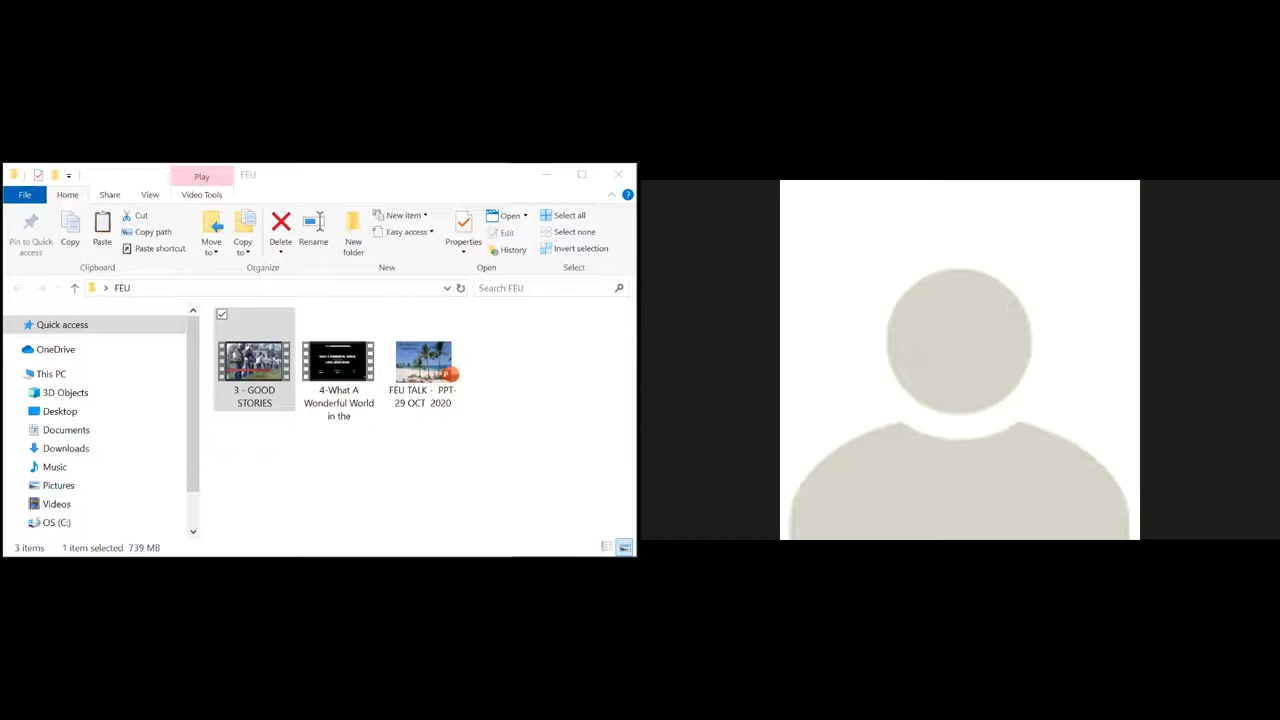 Play
FEU
File
Home
Share
View
Video Tools
Pin to Quick
access
Copy
Paste
Cut
Copy path
Paste shortcut
Clipboard
Move
to
Copy
to
Delete
Rename
Organize
New
folder
New item
Easy access
New
Properties
Open
Edit
History
Open
Select all
Select none
Invert selection
Select
FEU
Search FEU
Quick access
OneDrive
This PC
3D Objects
Desktop
Documents
Downloads
Music
Pictures
Videos
OS (C:)
3 - GOOD
STORIES
4-What A
Wonderful World
in the
FEU TALK - PPT-
29 OCT 2020
3 items
1 item selected 739 MB